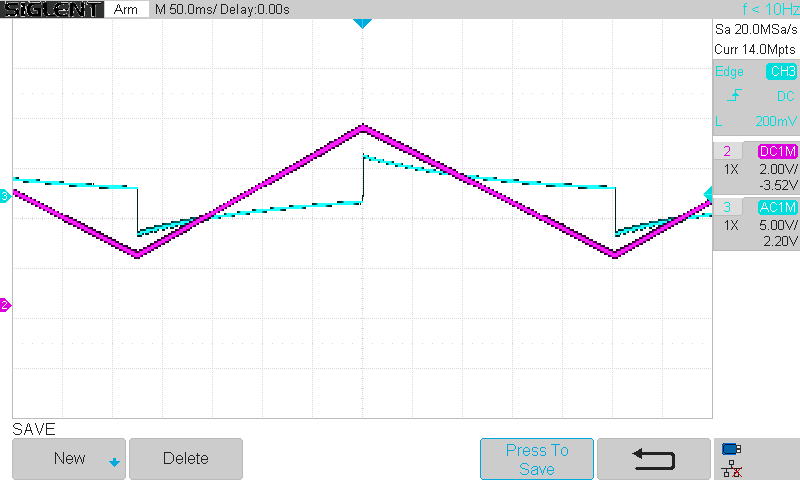 SIGLENT Arm M 50.0ms/ Delay:0.00s f < 10Hz
Sa 20.0MSa/s
Curr 14.0Mpts
Edge CH3
DC
L 200mV
2 DC1M
1X 2.00V/
-3.52V
3 AC1M
1X 5.00V/
2.20V
3
2
SAVE
New Delete Press To
Save